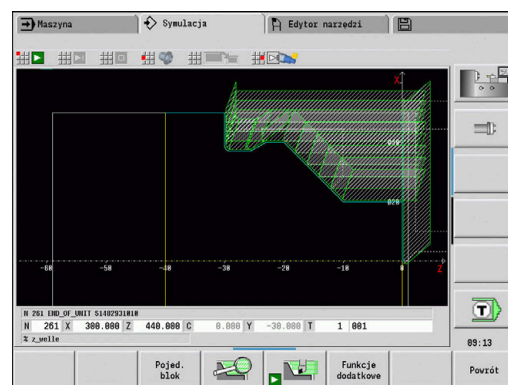 Maszyna
Symulacja
Edytor narzędzi
X
Z
-60 -50 -40 -30 -20 -10 0
N 261 END_OF_UNIT S1482931010
N 261 X 300.000 Z 440.000 C 0.000 Y -30.000 T 1 001
% z_welle
T
09:13
Pojed.
blok
Funkcje
dodatkowe
Powrót